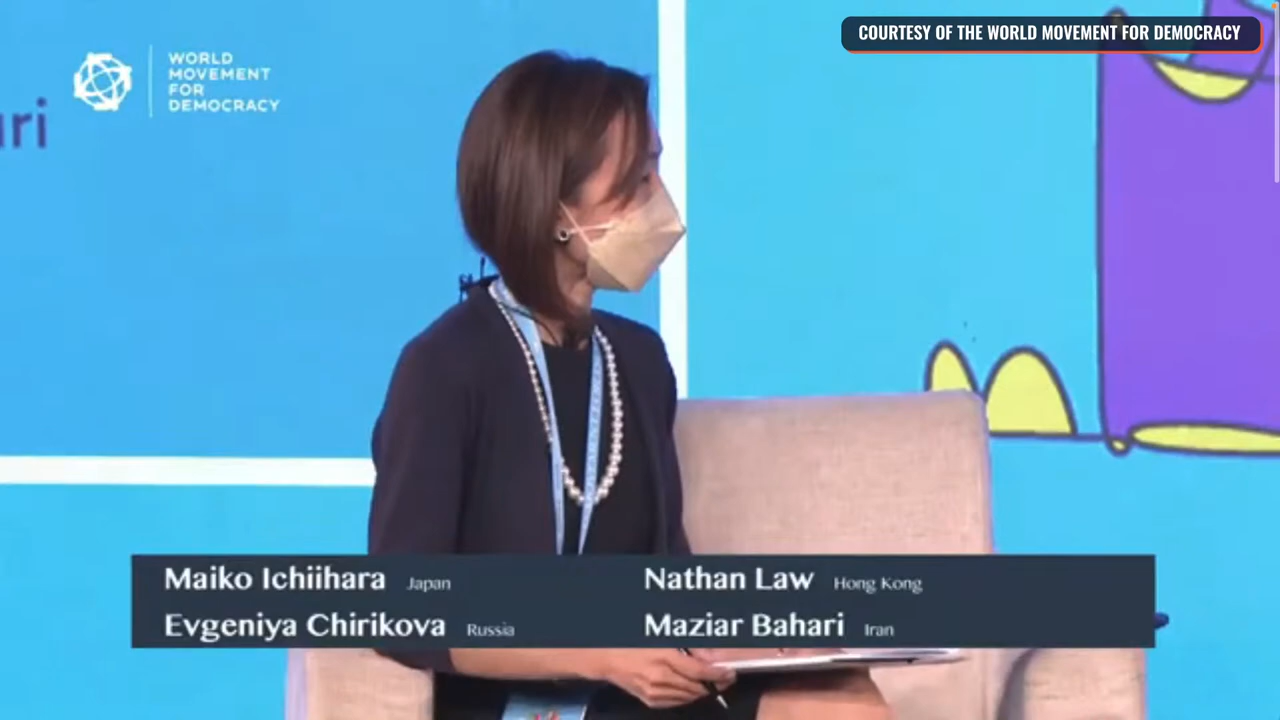 COURTESY OF THE WORLD MOVEMENT FOR DEMOCRACY
WORLD
MOVEMENT
FOR
DEMOCRACY
Maiko Ichiihara Japan
Nathan Law Hong Kong
Evgeniya Chirikova Russia
Maziar Bahari Iran